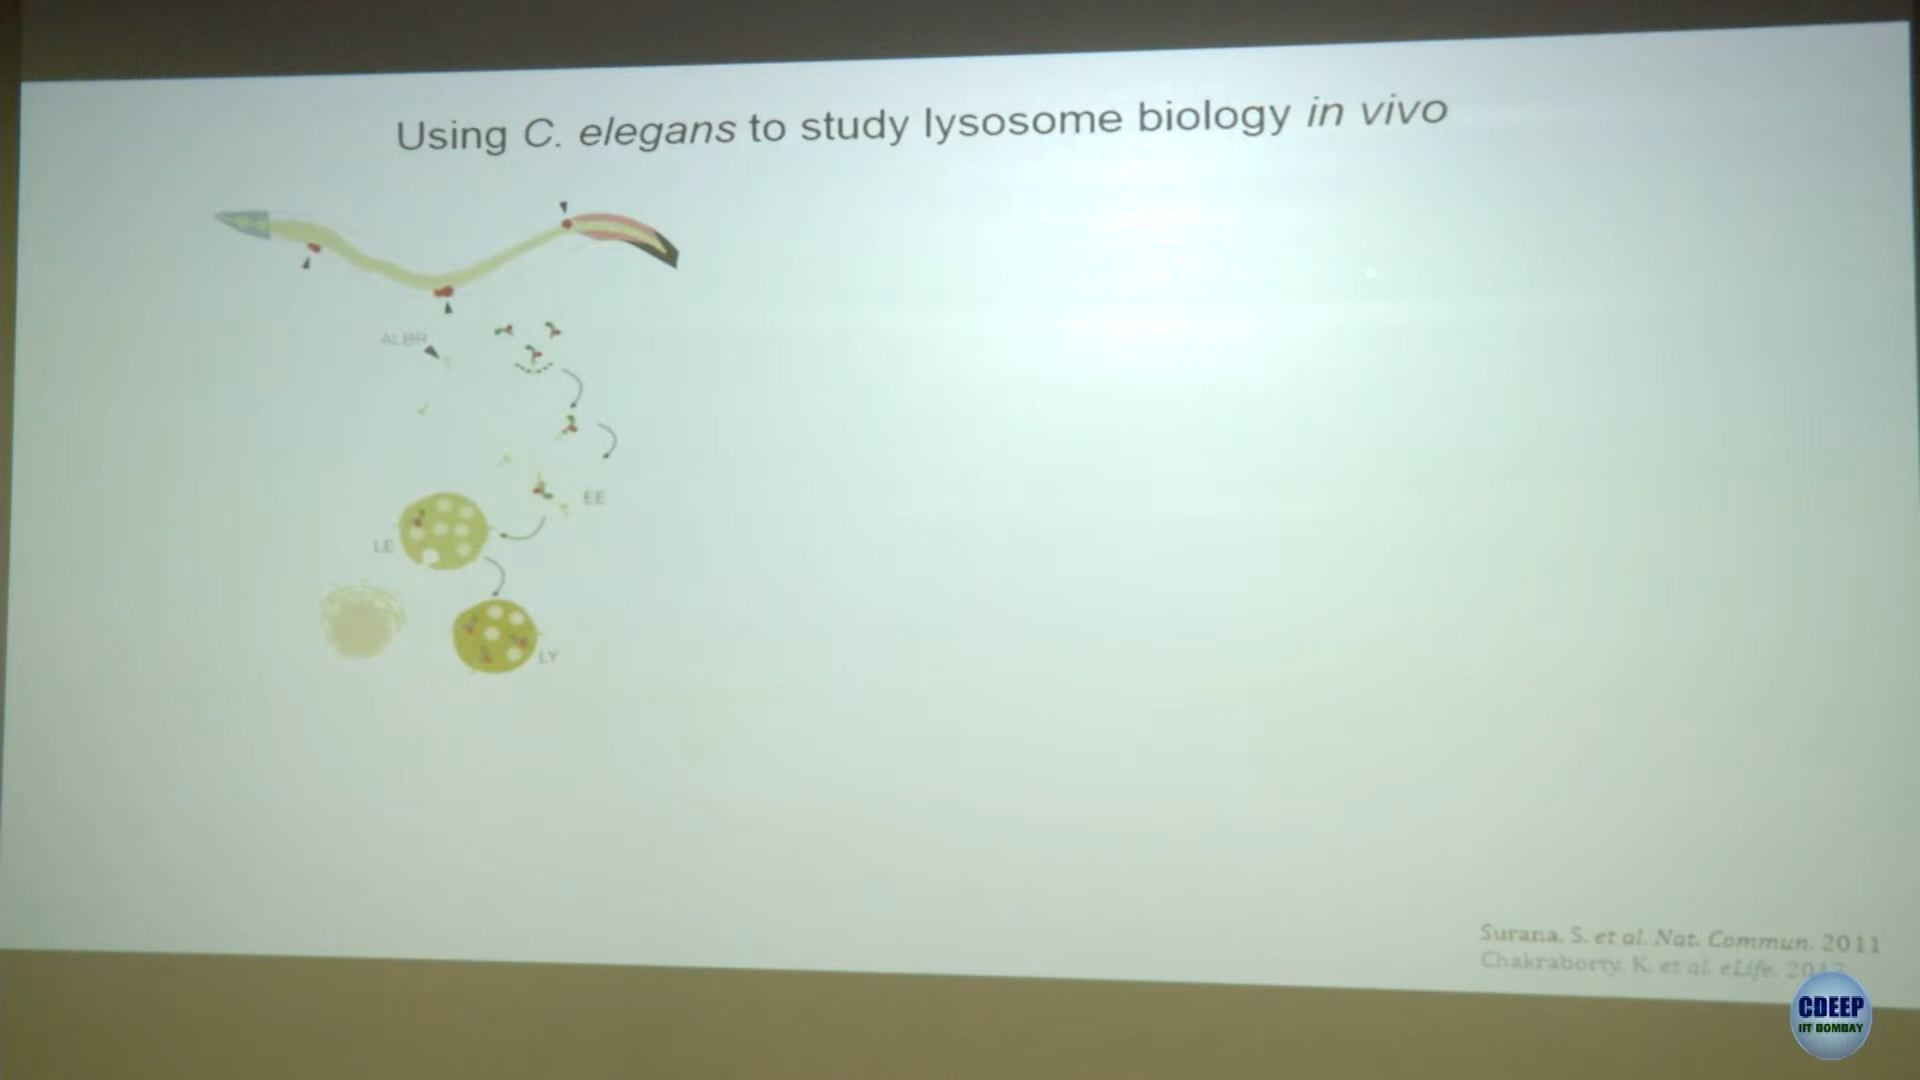 Using C. elegans to study lysosome biology in vivo
ALBR
EE
LE
LY
Surana, S. et al. Nat. Commun. 2011
Chakraborty, K. et al. eLife. 2017
CDEEP
IIT BOMBAY